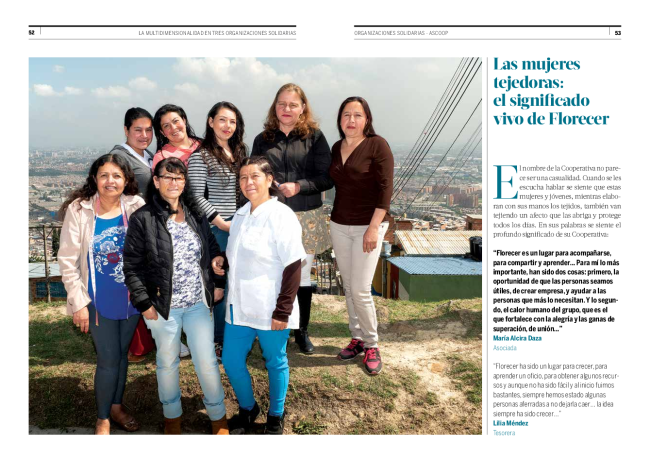 52
LA MULTIDIMENSIONALIDAD EN TRES ORGANIZACIONES SOLIDARIAS
ORGANIZACIONES SOLIDARIAS - ASCOOP
53
Las mujeres
tejedoras:
el significado
vivo de Florecer
El nombre de la Cooperativa no pare-
ce ser una casualidad. Cuando se les
escucha hablar se siente que estas
mujeres y jóvenes, mientras elabo-
ran con sus manos los tejidos, también van
tejiendo un afecto que las abriga y protege
todos los días. En sus palabras se siente el
profundo significado de su Cooperativa:
"Florecer es un lugar para acompañarse,
para compartir y aprender... Para mí lo más
importante, han sido dos cosas: primero, la
oportunidad de que las personas seamos
útiles, de crear empresa, y ayudar a las
personas que más lo necesitan. Y lo segun-
do, el calor humano del grupo, que es el
que fortalece con la alegría y las ganas de
superación, de unión..."
María Alcira Daza
Asociada
"Florecer ha sido un lugar para crecer, para
aprender un oficio, para obtener algunos recur-
sos y aunque no ha sido fácil y al inicio fuimos
bastantes, siempre hemos estado algunas
personas aferradas a no dejarla caer... la idea
siempre ha sido crecer..."
Lilia Méndez
Tesorera